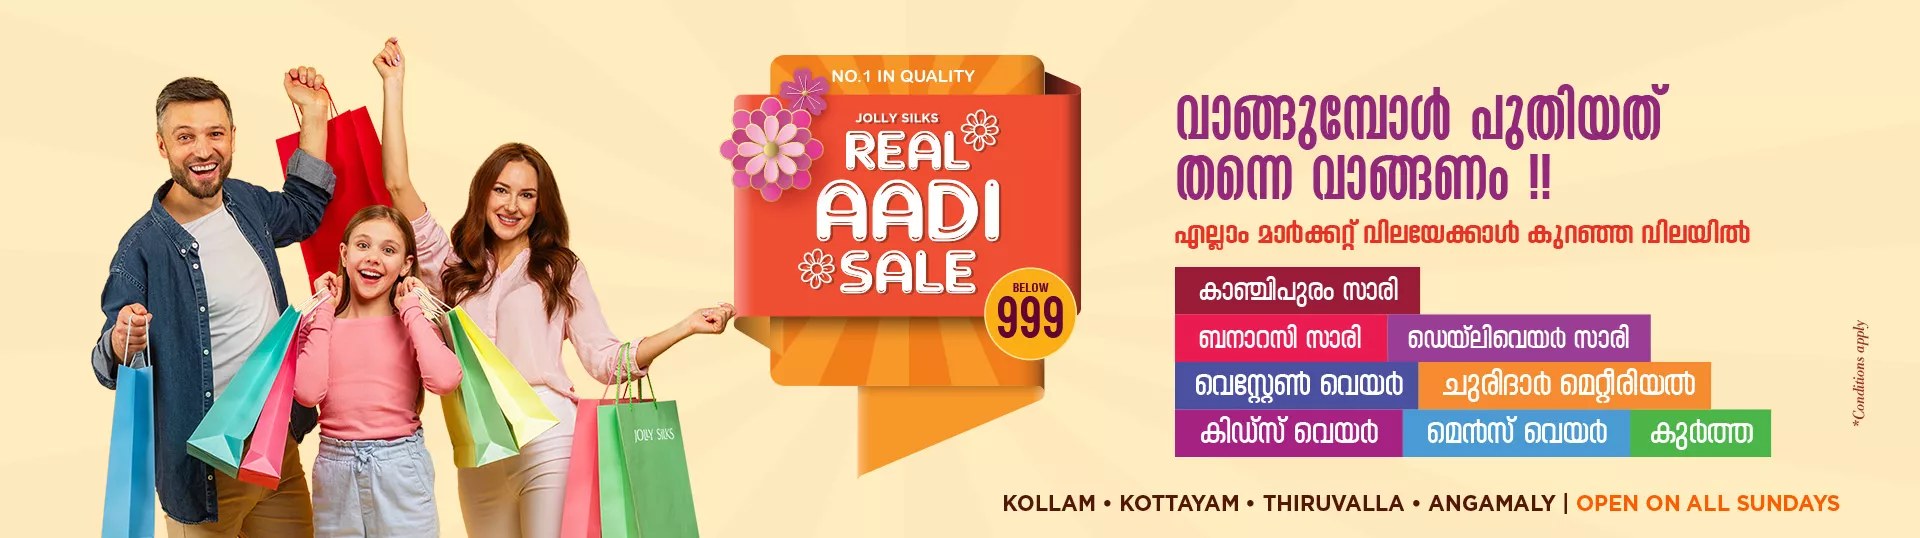 NO.1 IN QUALITY
JOLLY SILKS
REAL
AADI
SALE
BELOW
999
JOLLY SILKS
വാങ്ങുമ്പോൾ പുതിയത്
തന്നെ വാങ്ങണം !!
എല്ലാം മാർക്കറ്റ് വിലയേക്കാൾ കുറഞ്ഞ വിലയിൽ
കാഞ്ചിപുരം സാരി
ബനാറസി സാരി ഡെയ്‌ലിവെയർ സാരി
വെസ്റ്റേൺ വെയർ ചുരിദാർ മെറ്റീരിയൽ
കിഡ്സ് വെയർ മെൻസ് വെയർ കുർത്ത
*Conditions apply
KOLLAM • KOTTAYAM • THIRUVALLA • ANGAMALY | OPEN ON ALL SUNDAYS